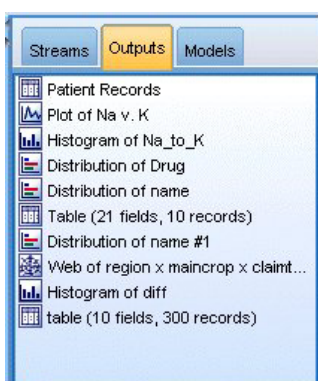 Streams Outputs Models
Patient Records
Plot of Na v. K
Histogram of Na_to_K
Distribution of Drug
Distribution of name
Table (21 fields, 10 records)
Distribution of name #1
Web of region x maincrop x claimt...
Histogram of diff
table (10 fields, 300 records)